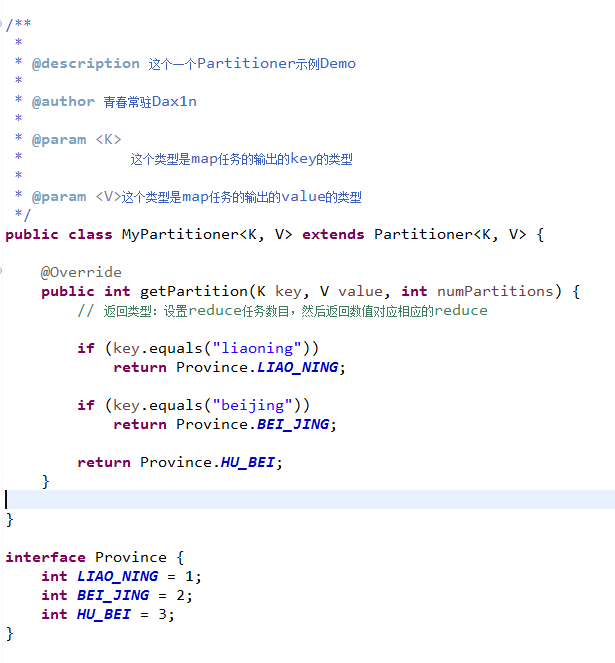 /**
 *
 * @description 这个一个Partitioner示例Demo
 *
 * @author 青春常驻Dax1n
 *
 * @param <K>
 *            这个类型是map任务的输出的key的类型
 *
 * @param <V>这个类型是map任务的输出的value的类型
 */
public class MyPartitioner<K, V> extends Partitioner<K, V> {

    @Override
    public int getPartition(K key, V value, int numPartitions) {
        // 返回类型：设置reduce任务数目，然后返回数值对应相应的reduce

        if (key.equals("liaoning"))
            return Province.LIAO_NING;

        if (key.equals("beijing"))
            return Province.BEI_JING;

        return Province.HU_BEI;
    }

}

interface Province {
    int LIAO_NING = 1;
    int BEI_JING = 2;
    int HU_BEI = 3;
}